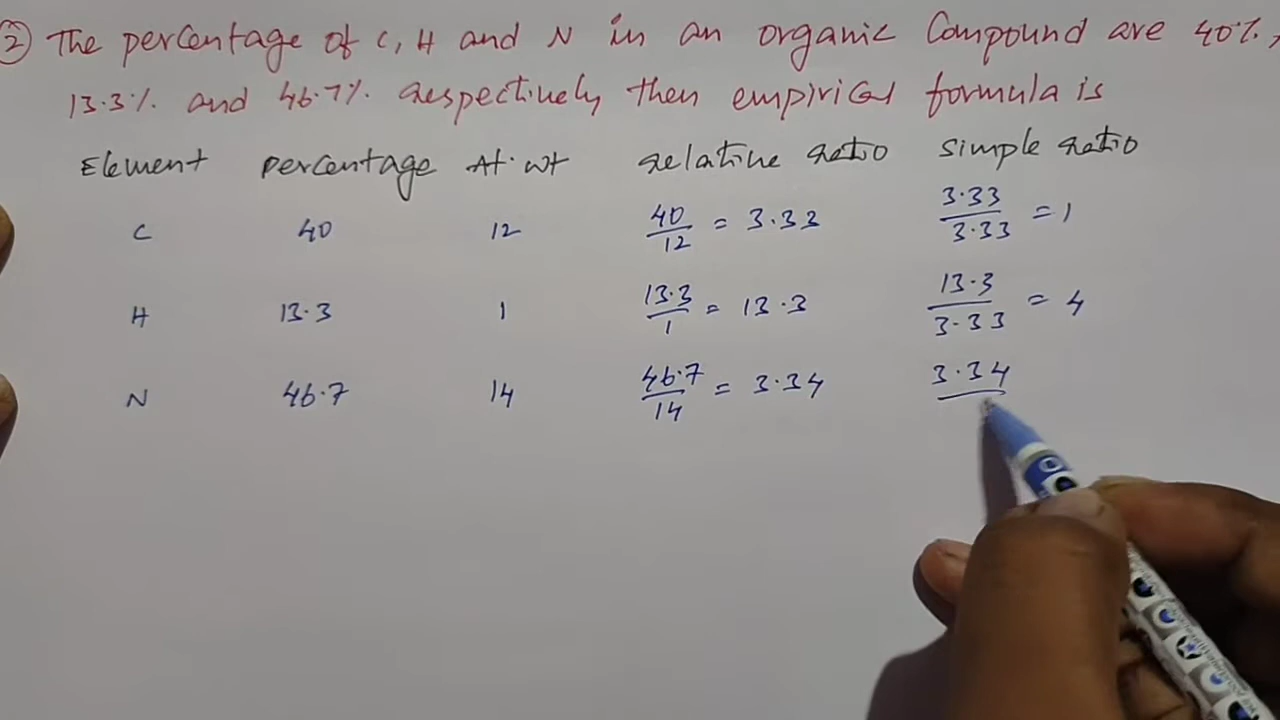 ② The percentage of C, H and N in an organic compound are 40%,
13.3% and 46.7% respectively then empirical formula is
Element percentage At. wt relative ratio simple ratio
C 40 12 40/12 = 3.33 3.33/3.33 = 1
H 13.3 1 13.3/1 = 13.3 13.3/3.33 = 4
N 46.7 14 46.7/14 = 3.34 3.34/